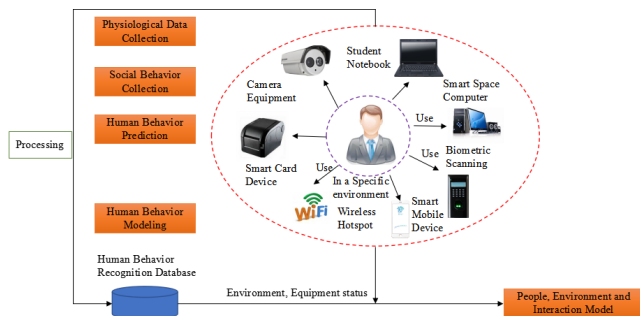 Physiological Data
Collection
Social Behavior
Collection
Human Behavior
Prediction
Processing
Human Behavior
Modeling
Human Behavior
Recognition Database
Camera
Equipment
Student
Notebook
Smart Space
Computer
Use
Use
Biometric
Scanning
Smart Card
Device
Use
In a Specific
environment
WiFi
Wireless
Hotspot
Smart
Mobile
Device
Environment, Equipment status
People, Environment and
Interaction Model